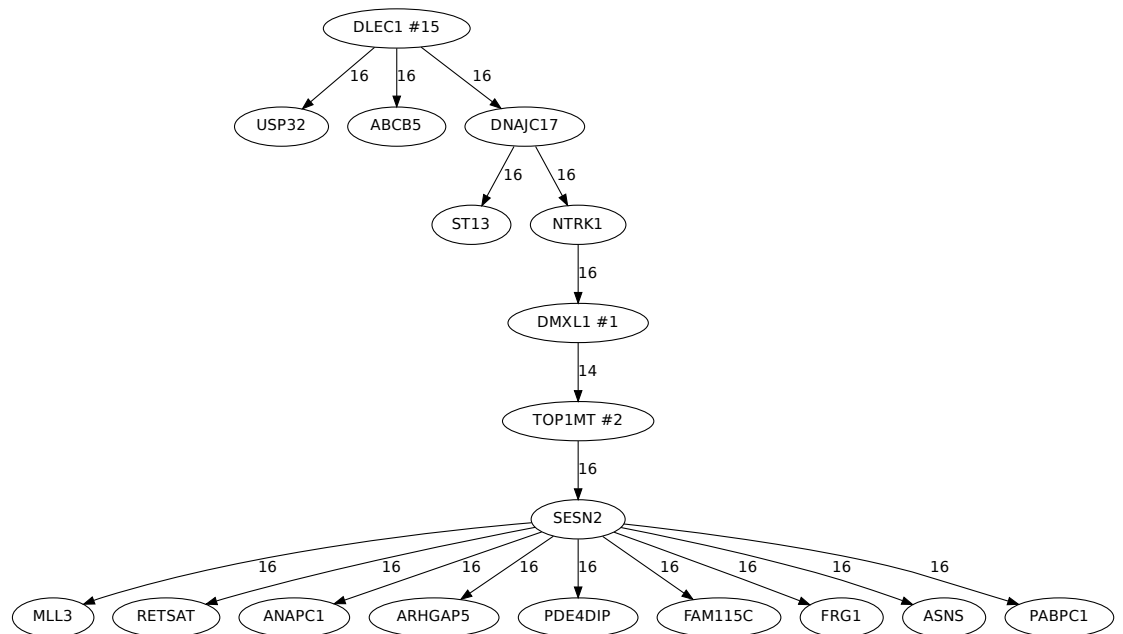 DLEC1 #15
16 16 16
USP32 ABCB5 DNAJC17
16 16
ST13 NTRK1
16
DMXL1 #1
14
TOP1MT #2
16
SESN2
16 16 16 16 16 16 16 16 16
MLL3 RETSAT ANAPC1 ARHGAP5 PDE4DIP FAM115C FRG1 ASNS PABPC1